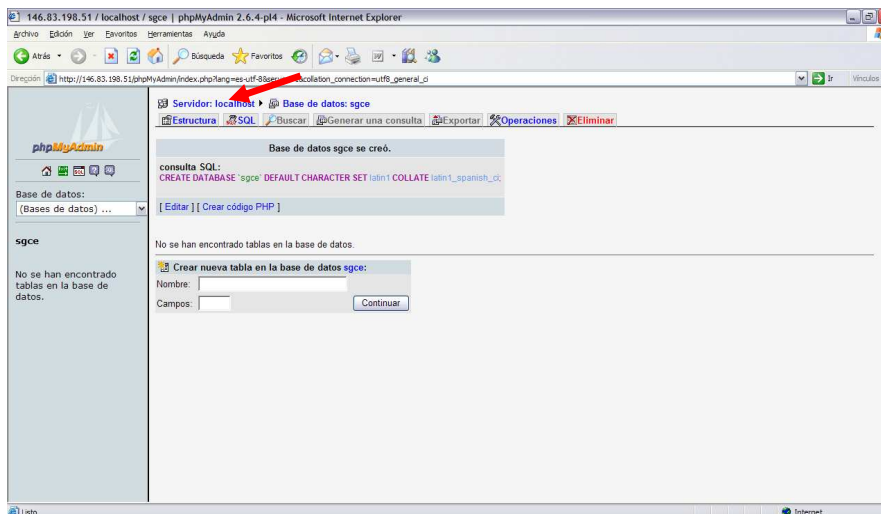 146.83.198.51 / localhost / sgce | phpMyAdmin 2.6.4-pl4 - Microsoft Internet Explorer
Archivo Edición Ver Favoritos Herramientas Ayuda
Atrás Búsqueda Favoritos
Dirección http://146.83.198.51/phpMyAdmin/index.php?lang=es-utf-8&ser collation_connection=utf8_general_ci Ir Vínculos
Servidor: localhost Base de datos: sgce
Estructura SQL Buscar Generar una consulta Exportar Operaciones Eliminar
phpMyAdmin
Base de datos:
(Bases de datos) ...
sgce
No se han encontrado
tablas en la base de
datos.
Base de datos sgce se creó.
consulta SQL:
CREATE DATABASE `sgce` DEFAULT CHARACTER SET latin1 COLLATE latin1_spanish_ci;
[ Editar ] [ Crear código PHP ]
No se han encontrado tablas en la base de datos.
Crear nueva tabla en la base de datos sgce:
Nombre:
Campos: Continuar
Listo Internet